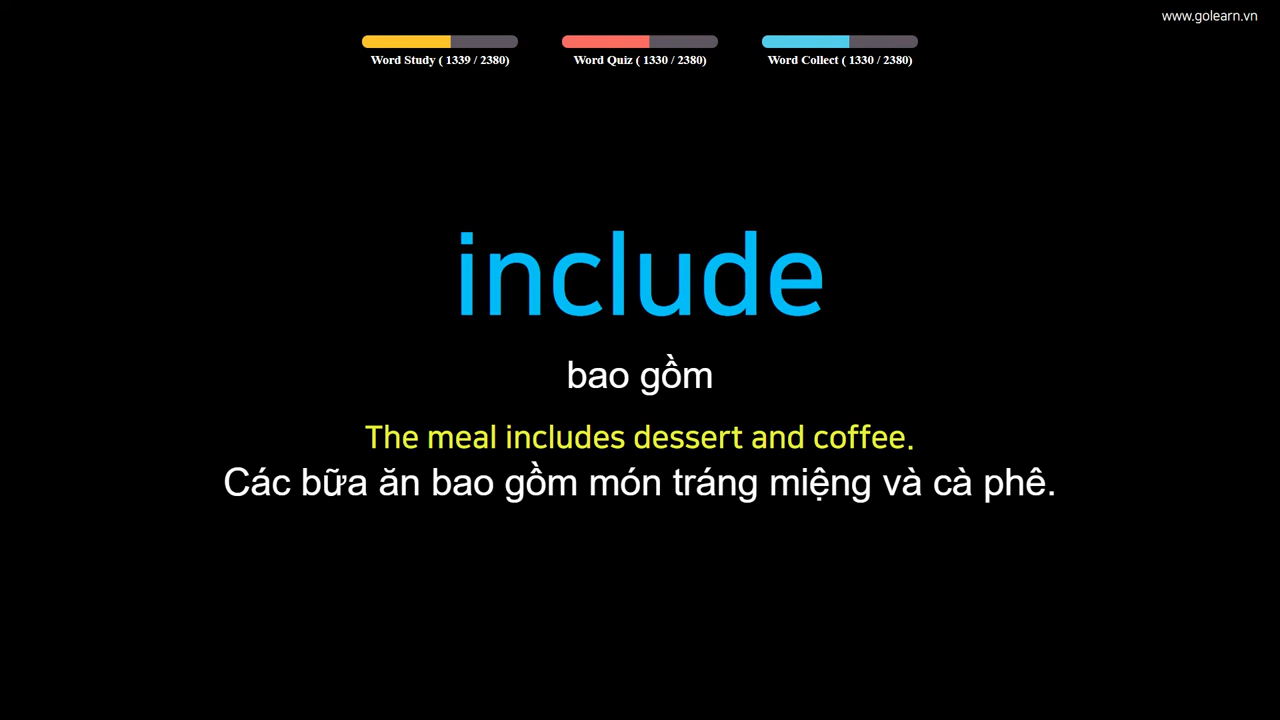 www.golearn.vn
Word Study ( 1339 / 2380) Word Quiz ( 1330 / 2380) Word Collect ( 1330 / 2380)
include
bao gồm
The meal includes dessert and coffee.
Các bữa ăn bao gồm món tráng miệng và cà phê.